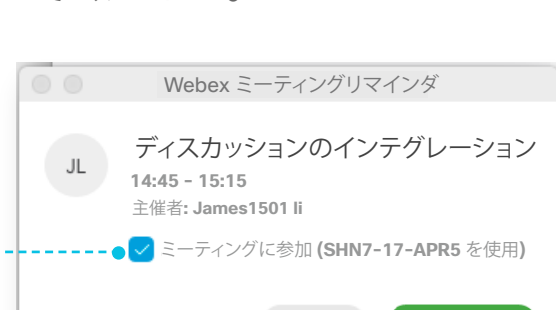 Webex ミーティングリマインダ
JL
ディスカッションのインテグレーション
14:45 - 15:15
主催者: James1501 li
ミーティングに参加 (SHN7-17-APR5 を使用)